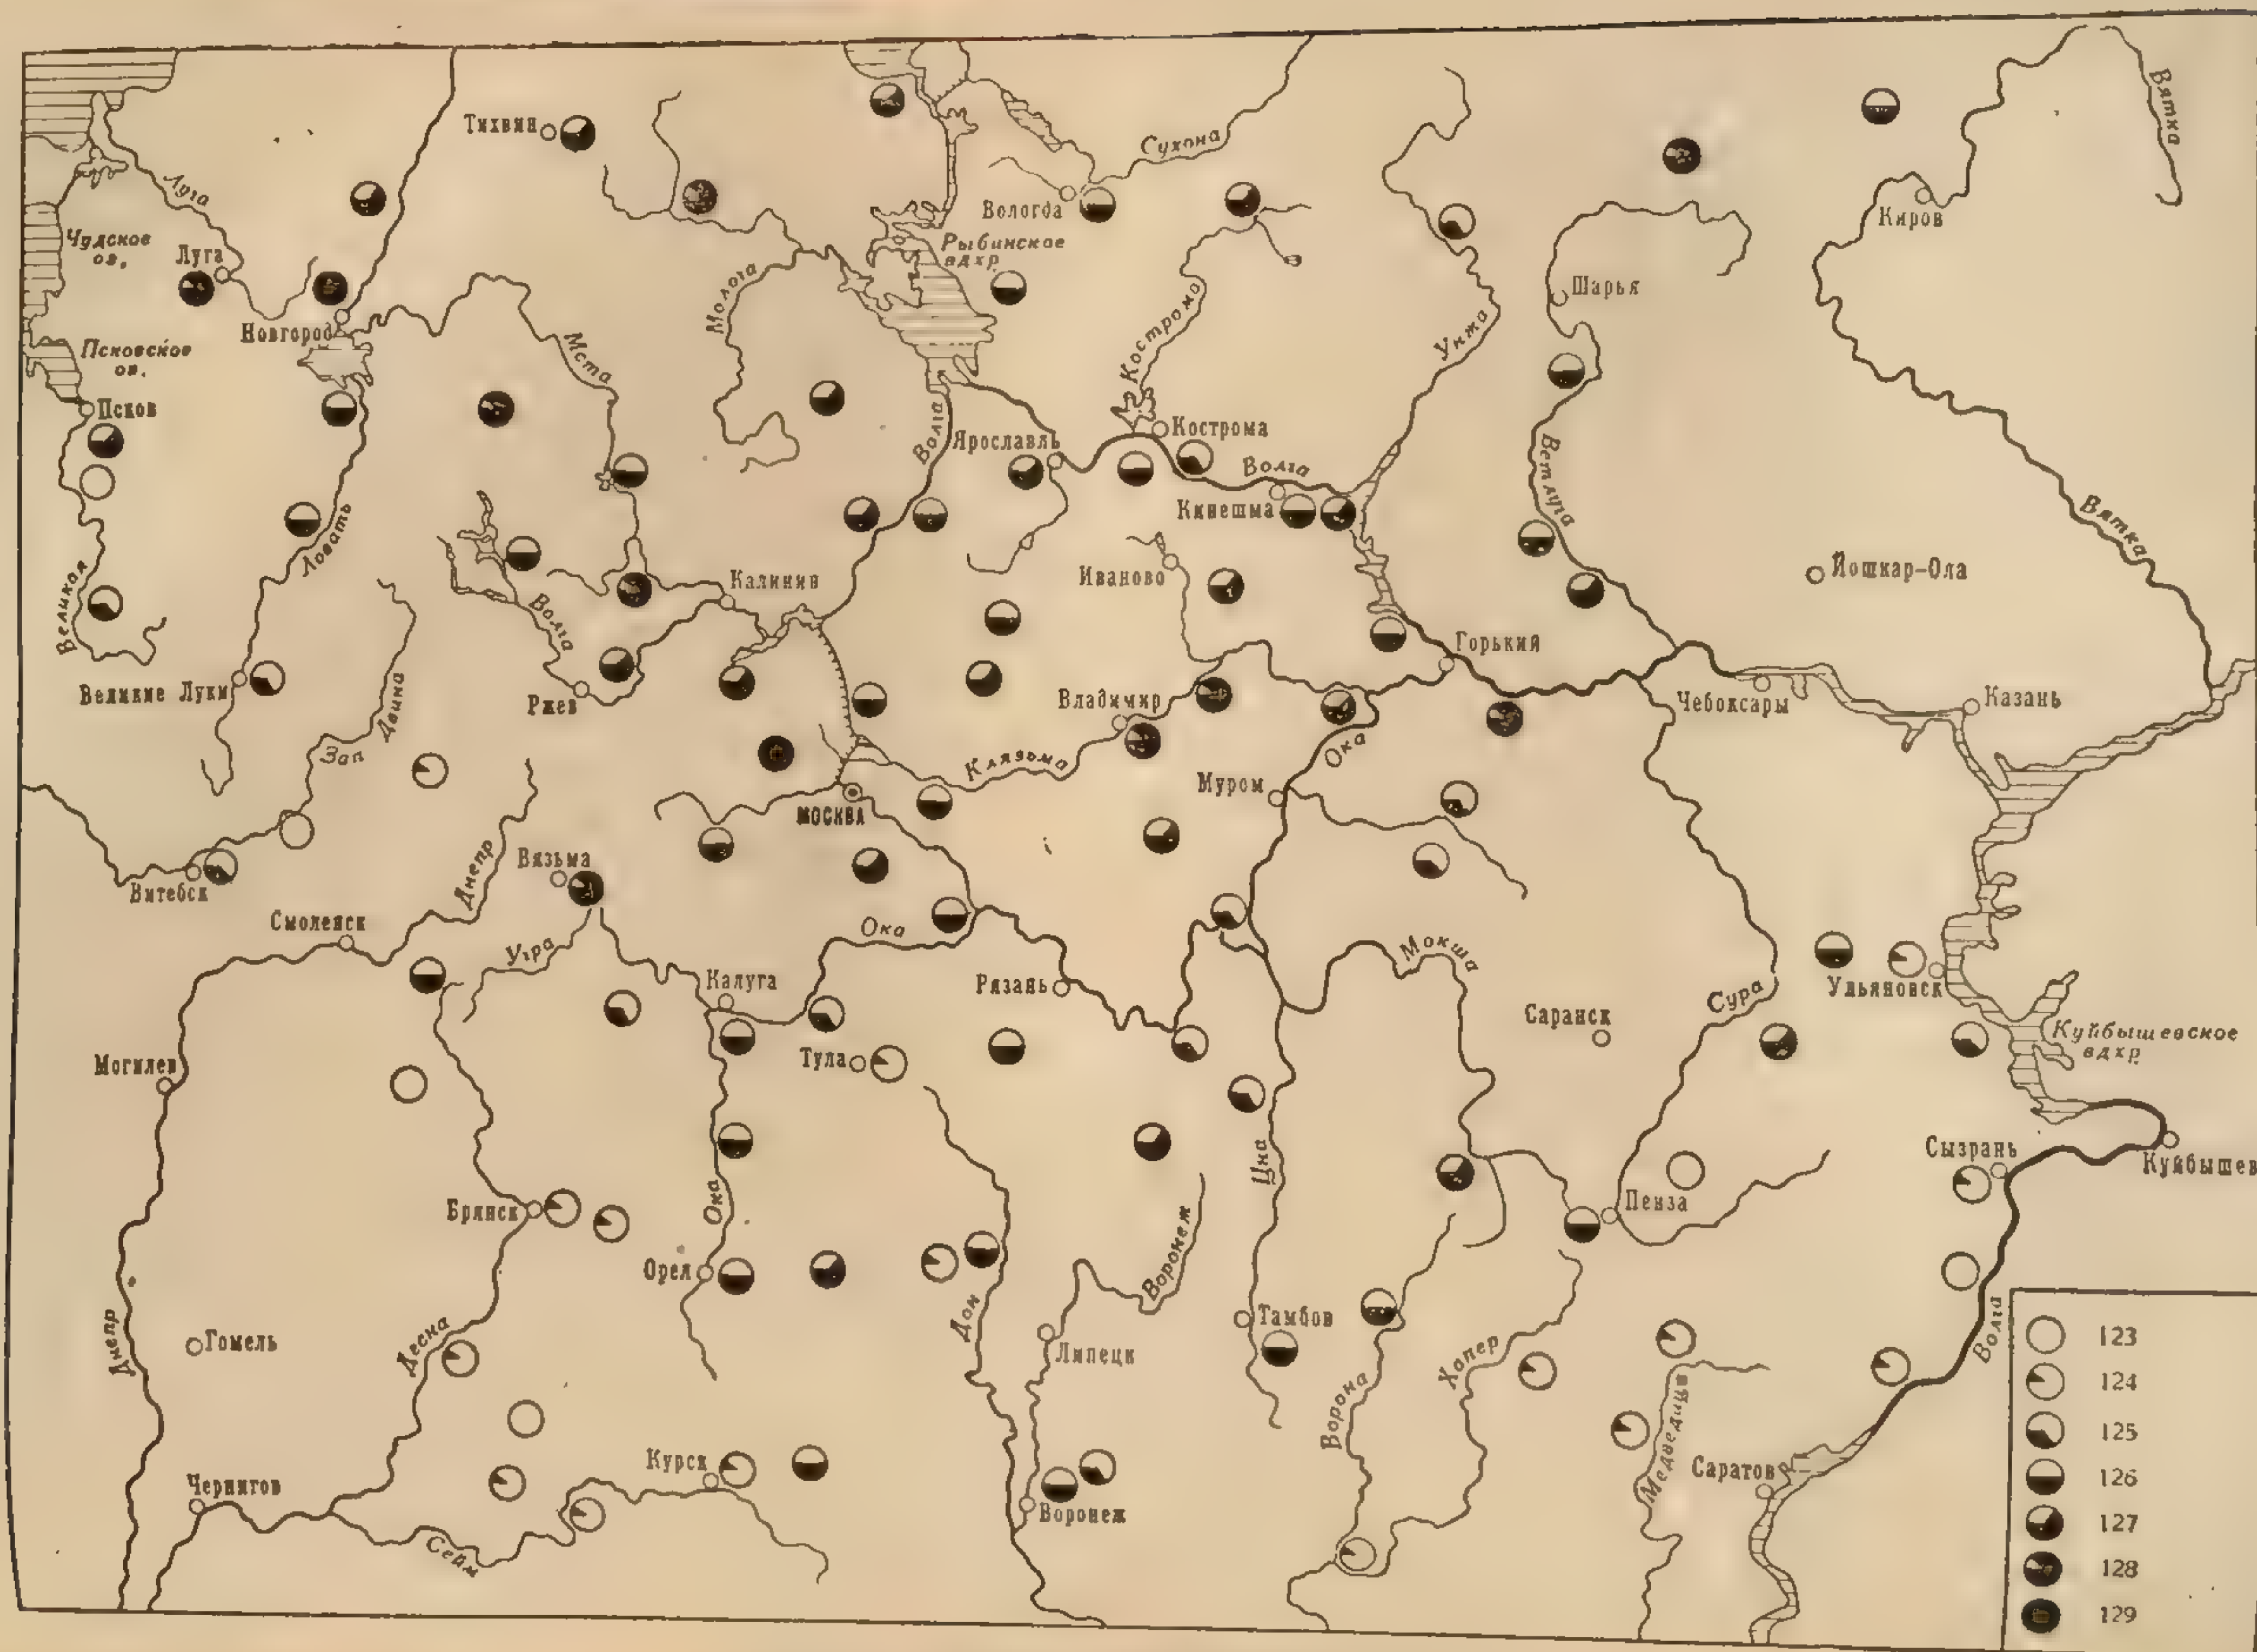 Вятка
Тихвин
Сухона
Луга
Вологда
Киров
Чудское
оз.
Луга
Рыбинское
вдхр.
Молога
Шарья
Новгород
Кострома
Унжа
Псковское
оз.
Мста
Псков
Волга
Ярославль
Кострома
Волга
Ветлуга
Кинешма
Вятка
Ловать
Великая
Волга
Калинин
Иваново
Йошкар-Ола
Горький
Великие Луки
Двина
Зап
Ржев
Владимир
Чебоксары
Казань
Клязьма
Ока
Муром
МОСКВА
Витебск
Днепр
Вязьма
Смоленск
Угра
Ока
Мокша
Калуга
Рязань
Сура
Ульяновск
Саранск
Могилев
Тула
Куйбышевское
вдхр.
Цна
Сызрань
Куйбышев
Брянск
Ока
Пенза
Воронеж
Орел
Дон
Тамбов
Днепр
Гомель
Десна
Липецк
Ворона
Хопер
Волга
Медведица
Курск
Саратов
Чернигов
Воронеж
Сейм
123
124
125
126
127
128
129